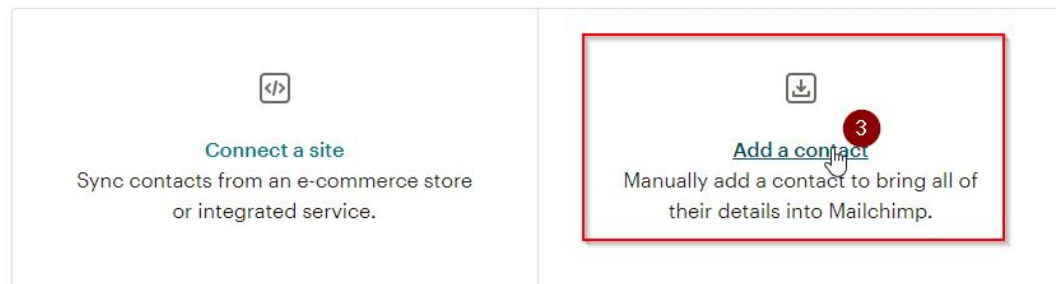 </>
Connect a site
Sync contacts from an e-commerce store
or integrated service.
3
Add a contact
Manually add a contact to bring all of
their details into Mailchimp.